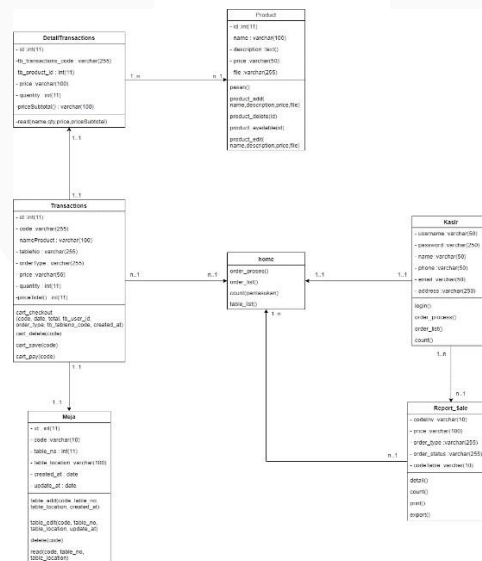 DetailTransactions
- id :int(11)
-tb_transactions_code : varchar(255)
tb_product_id : int(11)
- price :varchar(100)
- quantity : int(11)
-priceSubtotal() : varchar(100)
-read(name,qty,price,priceSubtotal)
1..n
n..1
Product
- id :int(11)
name : varchar(100)
- description :text()
- price :varchar(50)
file :varchar(255)
pesan()
product_add(
name,description,price,file)
product_delete(id)
product_available(id)
product_edit(
name,description,price,file)
1..1
1..1
Transactions
- id :int(11)
- code :varchar(255)
nameProduct : varchar(100)
- tableNo : varchar(255)
- orderType : varchar(255)
- price :varchar(50)
- quantity : int(11)
-priceTotal() : int(11)
cart_checkout
(code, date, total, fb_user_id,
order_type, fb_tableno_code, created_at)
cart_delete(code)
cart_save(code)
cart_pay(code)
n..1
n..1
home
order_proses()
order_list()
count(pemasukan)
table_list()
1..1
1..1
1..n
Kasir
- username :varchar(50)
- password :varchar(250)
- name :varchar(50)
- phone :varchar(50)
- email :varchar(50)
- address :varchar(250)
login()
order_process()
order_list()
count()
1..n
n..1
1..1
1..1
Meja
- id : int(11)
- code :varchar(10)
- table_no : int(11)
- table_location :varchar(100)
- created_at : date
- update_at : date
table_add(code, table_no,
table_location, created_at)
table_edit(code, table_no,
table_location, update_at)
delete(code)
read(code, table_no,
table_location)
n..1
Report_Sale
- codeInv :varchar(10)
- price :varchar(100)
- order_type :varchar(255)
- order_status :varchar(255)
- codeTable :varchar(10)
detail()
count()
print()
export()